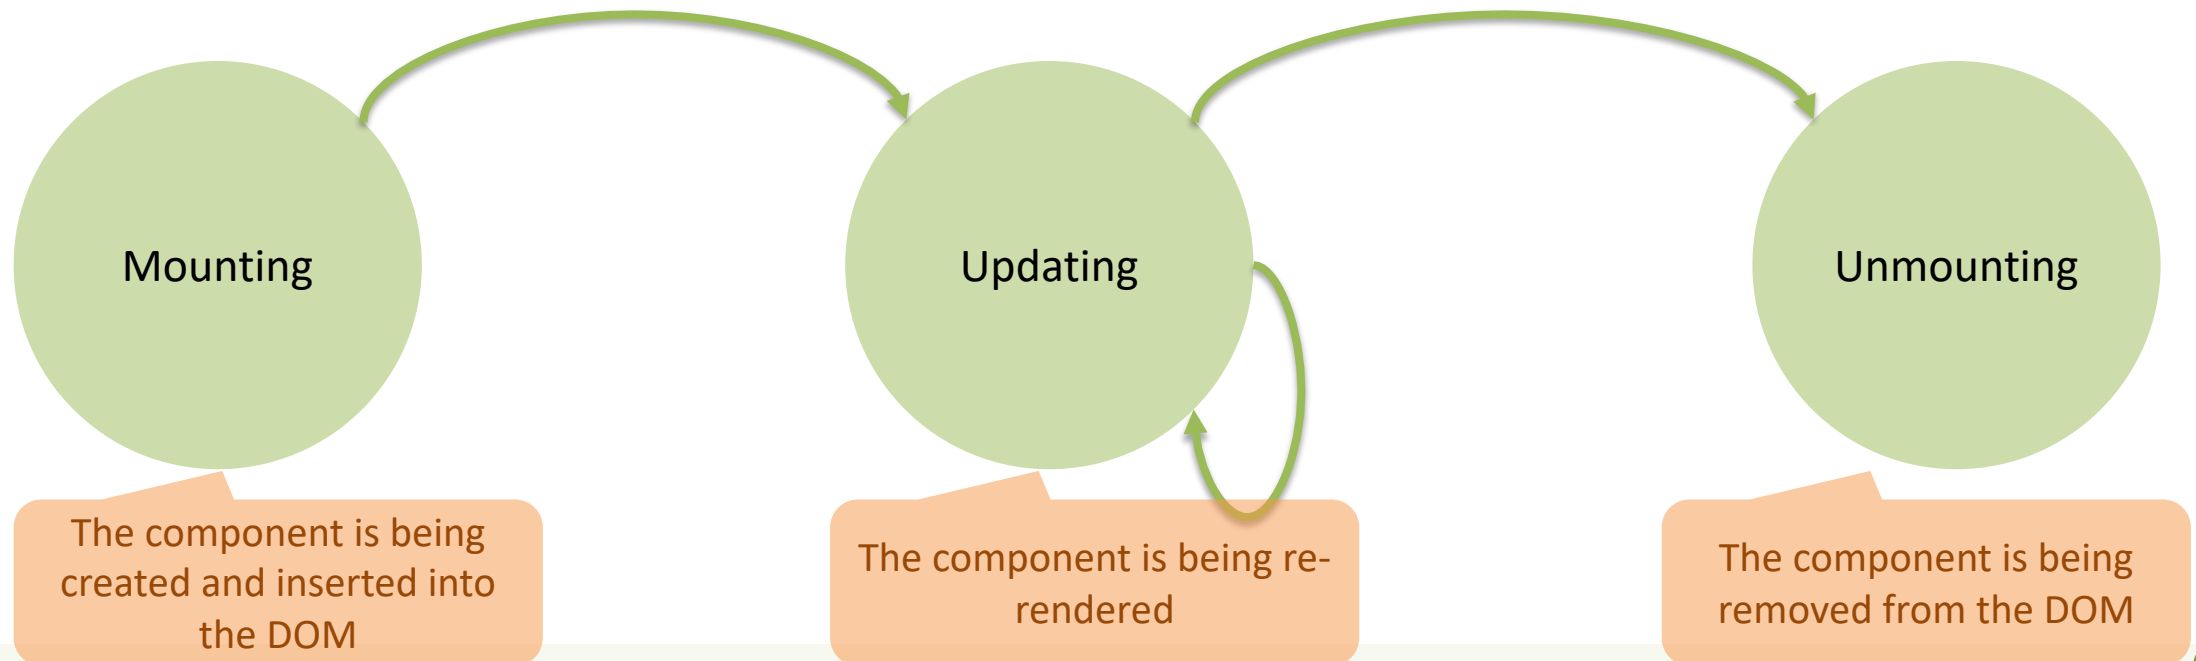 Mounting
Updating
Unmounting
The component is being
created and inserted into
the DOM
The component is being re-
rendered
The component is being
removed from the DOM